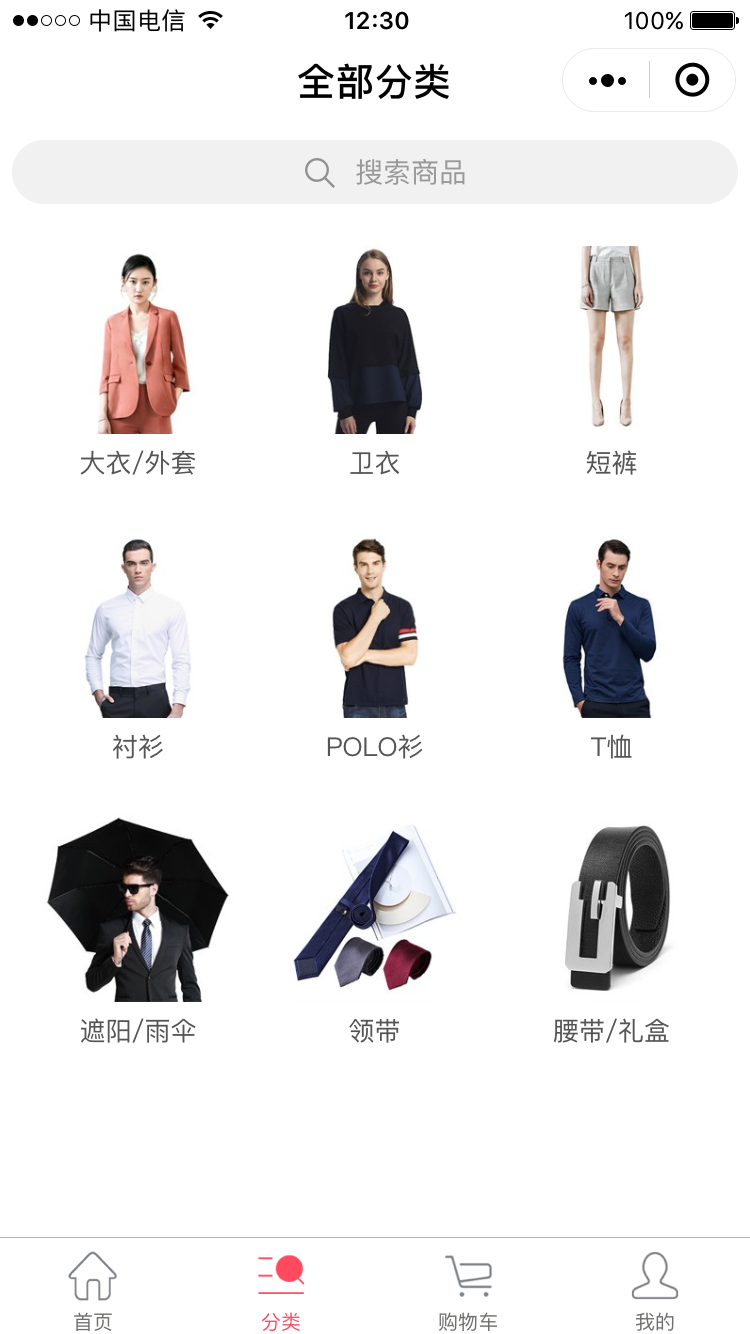 中国电信 12:30 100%
全部分类
搜索商品
大衣/外套 卫衣 短裤
衬衫 POLO衫 T恤
遮阳/雨伞 领带 腰带/礼盒
首页 分类 购物车 我的